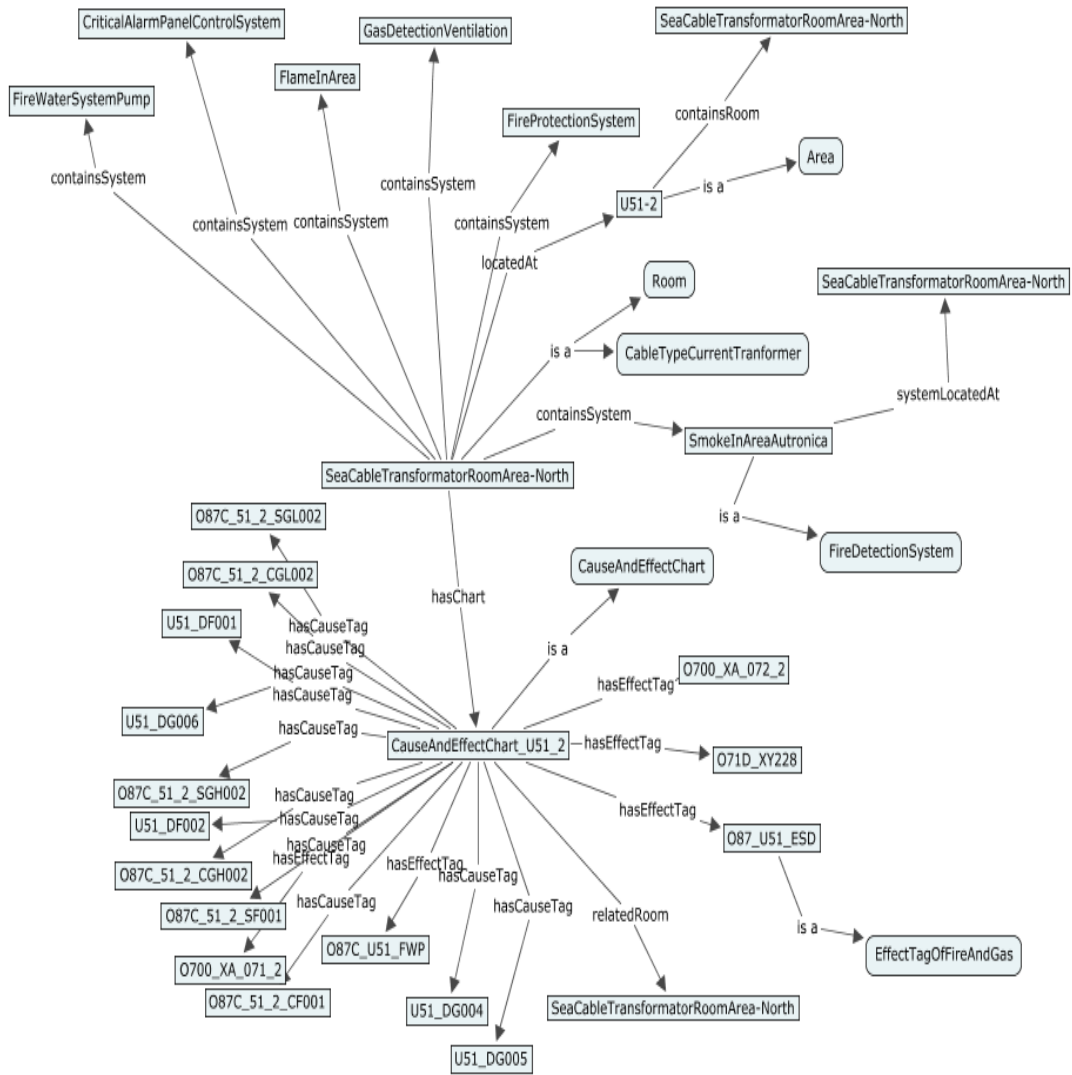 SeaCableTransformatorRoomArea-North
CriticalAlarmPanelControlSystem
GasDetectionVentilation
FlameInArea
FireWaterSystemPump
containsRoom
FireProtectionSystem
Area
containsSystem
containsSystem
is a
U51-2
containsSystem
containsSystem
containsSystem
locatedAt
Room
SeaCableTransformatorRoomArea-North
is a
CableTypeCurrentTranformer
systemLocatedAt
containsSystem
SmokeInAreaAutronica
SeaCableTransformatorRoomArea-North
O87C_51_2_SGL002
is a
FireDetectionSystem
CauseAndEffectChart
O87C_51_2_CGL002
hasChart
U51_DF001
hasCauseTag
hasCauseTag
is a
hasCauseTag
O700_XA_072_2
hasEffectTag
hasCauseTag
U51_DG006
hasCauseTag
CauseAndEffectChart_U51_2
hasEffectTag
O71D_XY228
O87C_51_2_SGH002
hasCauseTag
hasEffectTag
U51_DF002
hasCauseTag
O87_U51_ESD
hasCauseTag
hasEffectTag
hasEffectTag
O87C_51_2_CGH002
hasCauseTag
hasCauseTag
hasCauseTag
O87C_51_2_SF001
relatedRoom
is a
O87C_U51_FWP
EffectTagOfFireAndGas
O700_XA_071_2
O87C_51_2_CF001
U51_DG004
SeaCableTransformatorRoomArea-North
U51_DG005